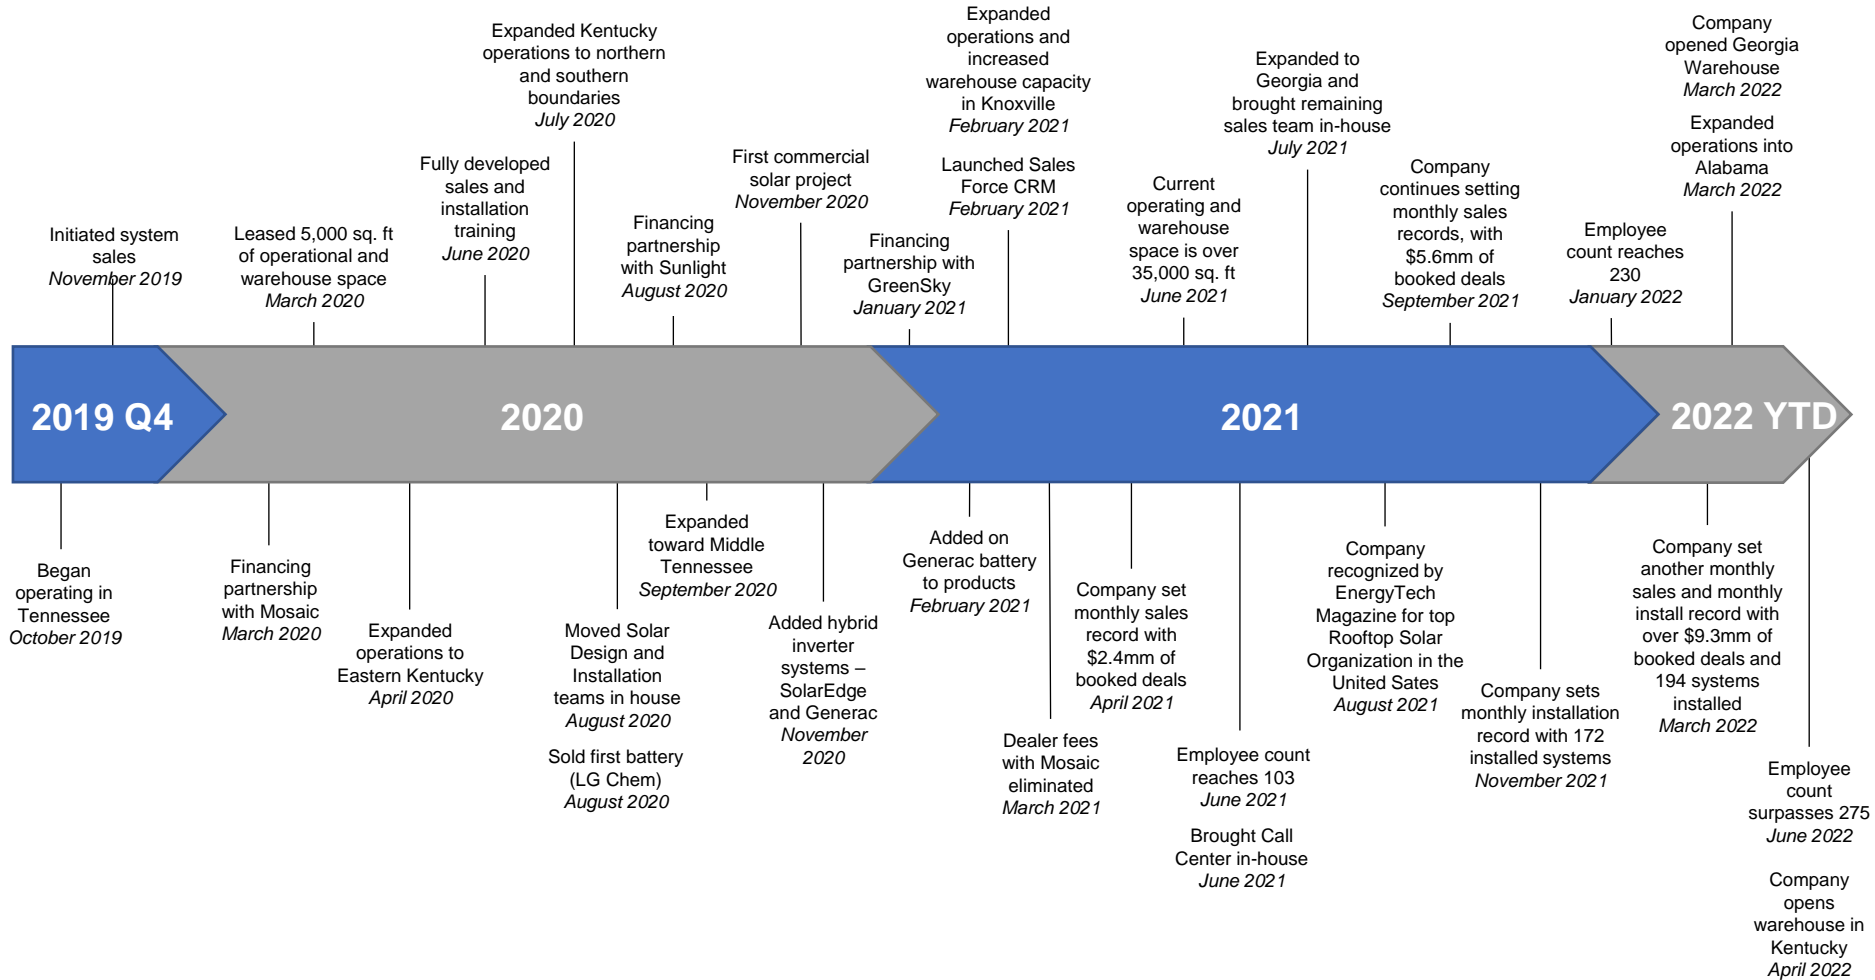 Initiated system
sales
November 2019
Leased 5,000 sq. ft
of operational and
warehouse space
March 2020
Fully developed
sales and
installation
training
June 2020
Expanded Kentucky
operations to northern
and southern
boundaries
July 2020
Financing
partnership
with Sunlight
August 2020
First commercial
solar project
November 2020
Financing
partnership with
GreenSky
January 2021
Expanded
operations and
increased
warehouse capacity
in Knoxville
February 2021
Launched Sales
Force CRM
February 2021
Current
operating and
warehouse
space is over
35,000 sq. ft
June 2021
Expanded to
Georgia and
brought remaining
sales team in-house
July 2021
Company
continues setting
monthly sales
records, with
$5.6mm of
booked deals
September 2021
Employee
count reaches
230
January 2022
Company
opened Georgia
Warehouse
March 2022
Expanded
operations into
Alabama
March 2022
2019 Q4
2020
2021
2022 YTD
Began
operating in
Tennessee
October 2019
Financing
partnership
with Mosaic
March 2020
Expanded
operations to
Eastern Kentucky
April 2020
Moved Solar
Design and
Installation
teams in house
August 2020
Sold first battery
(LG Chem)
August 2020
Expanded
toward Middle
Tennessee
September 2020
Added hybrid
inverter
systems –
SolarEdge
and Generac
November
2020
Added on
Generac battery
to products
February 2021
Dealer fees
with Mosaic
eliminated
March 2021
Company set
monthly sales
record with
$2.4mm of
booked deals
April 2021
Employee count
reaches 103
June 2021
Brought Call
Center in-house
June 2021
Company
recognized by
EnergyTech
Magazine for top
Rooftop Solar
Organization in the
United Sates
August 2021
Company sets
monthly installation
record with 172
installed systems
November 2021
Company set
another monthly
sales and monthly
install record with
over $9.3mm of
booked deals and
194 systems
installed
March 2022
Employee
count
surpasses 275
June 2022
Company
opens
warehouse in
Kentucky
April 2022